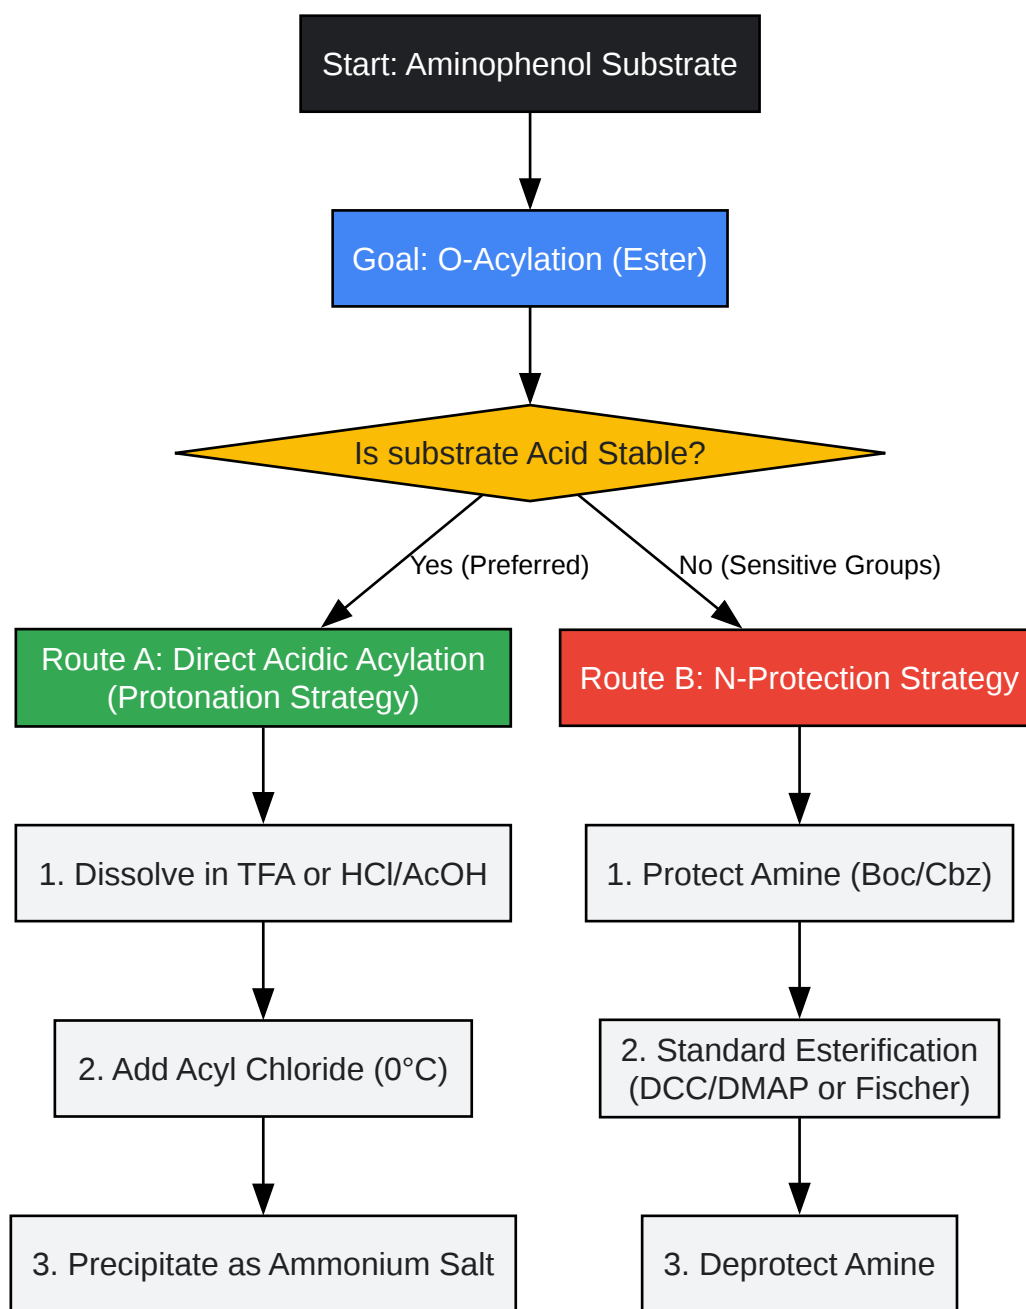 Start: Aminophenol Substrate
Goal: O-Acylation (Ester)
Is substrate Acid Stable?
Yes (Preferred)
No (Sensitive Groups)
Route A: Direct Acidic Acylation
(Protonation Strategy)
Route B: N-Protection Strategy
1. Dissolve in TFA or HCl/AcOH
1. Protect Amine (Boc/Cbz)
2. Add Acyl Chloride (0°C)
2. Standard Esterification
(DCC/DMAP or Fischer)
3. Precipitate as Ammonium Salt
3. Deprotect Amine